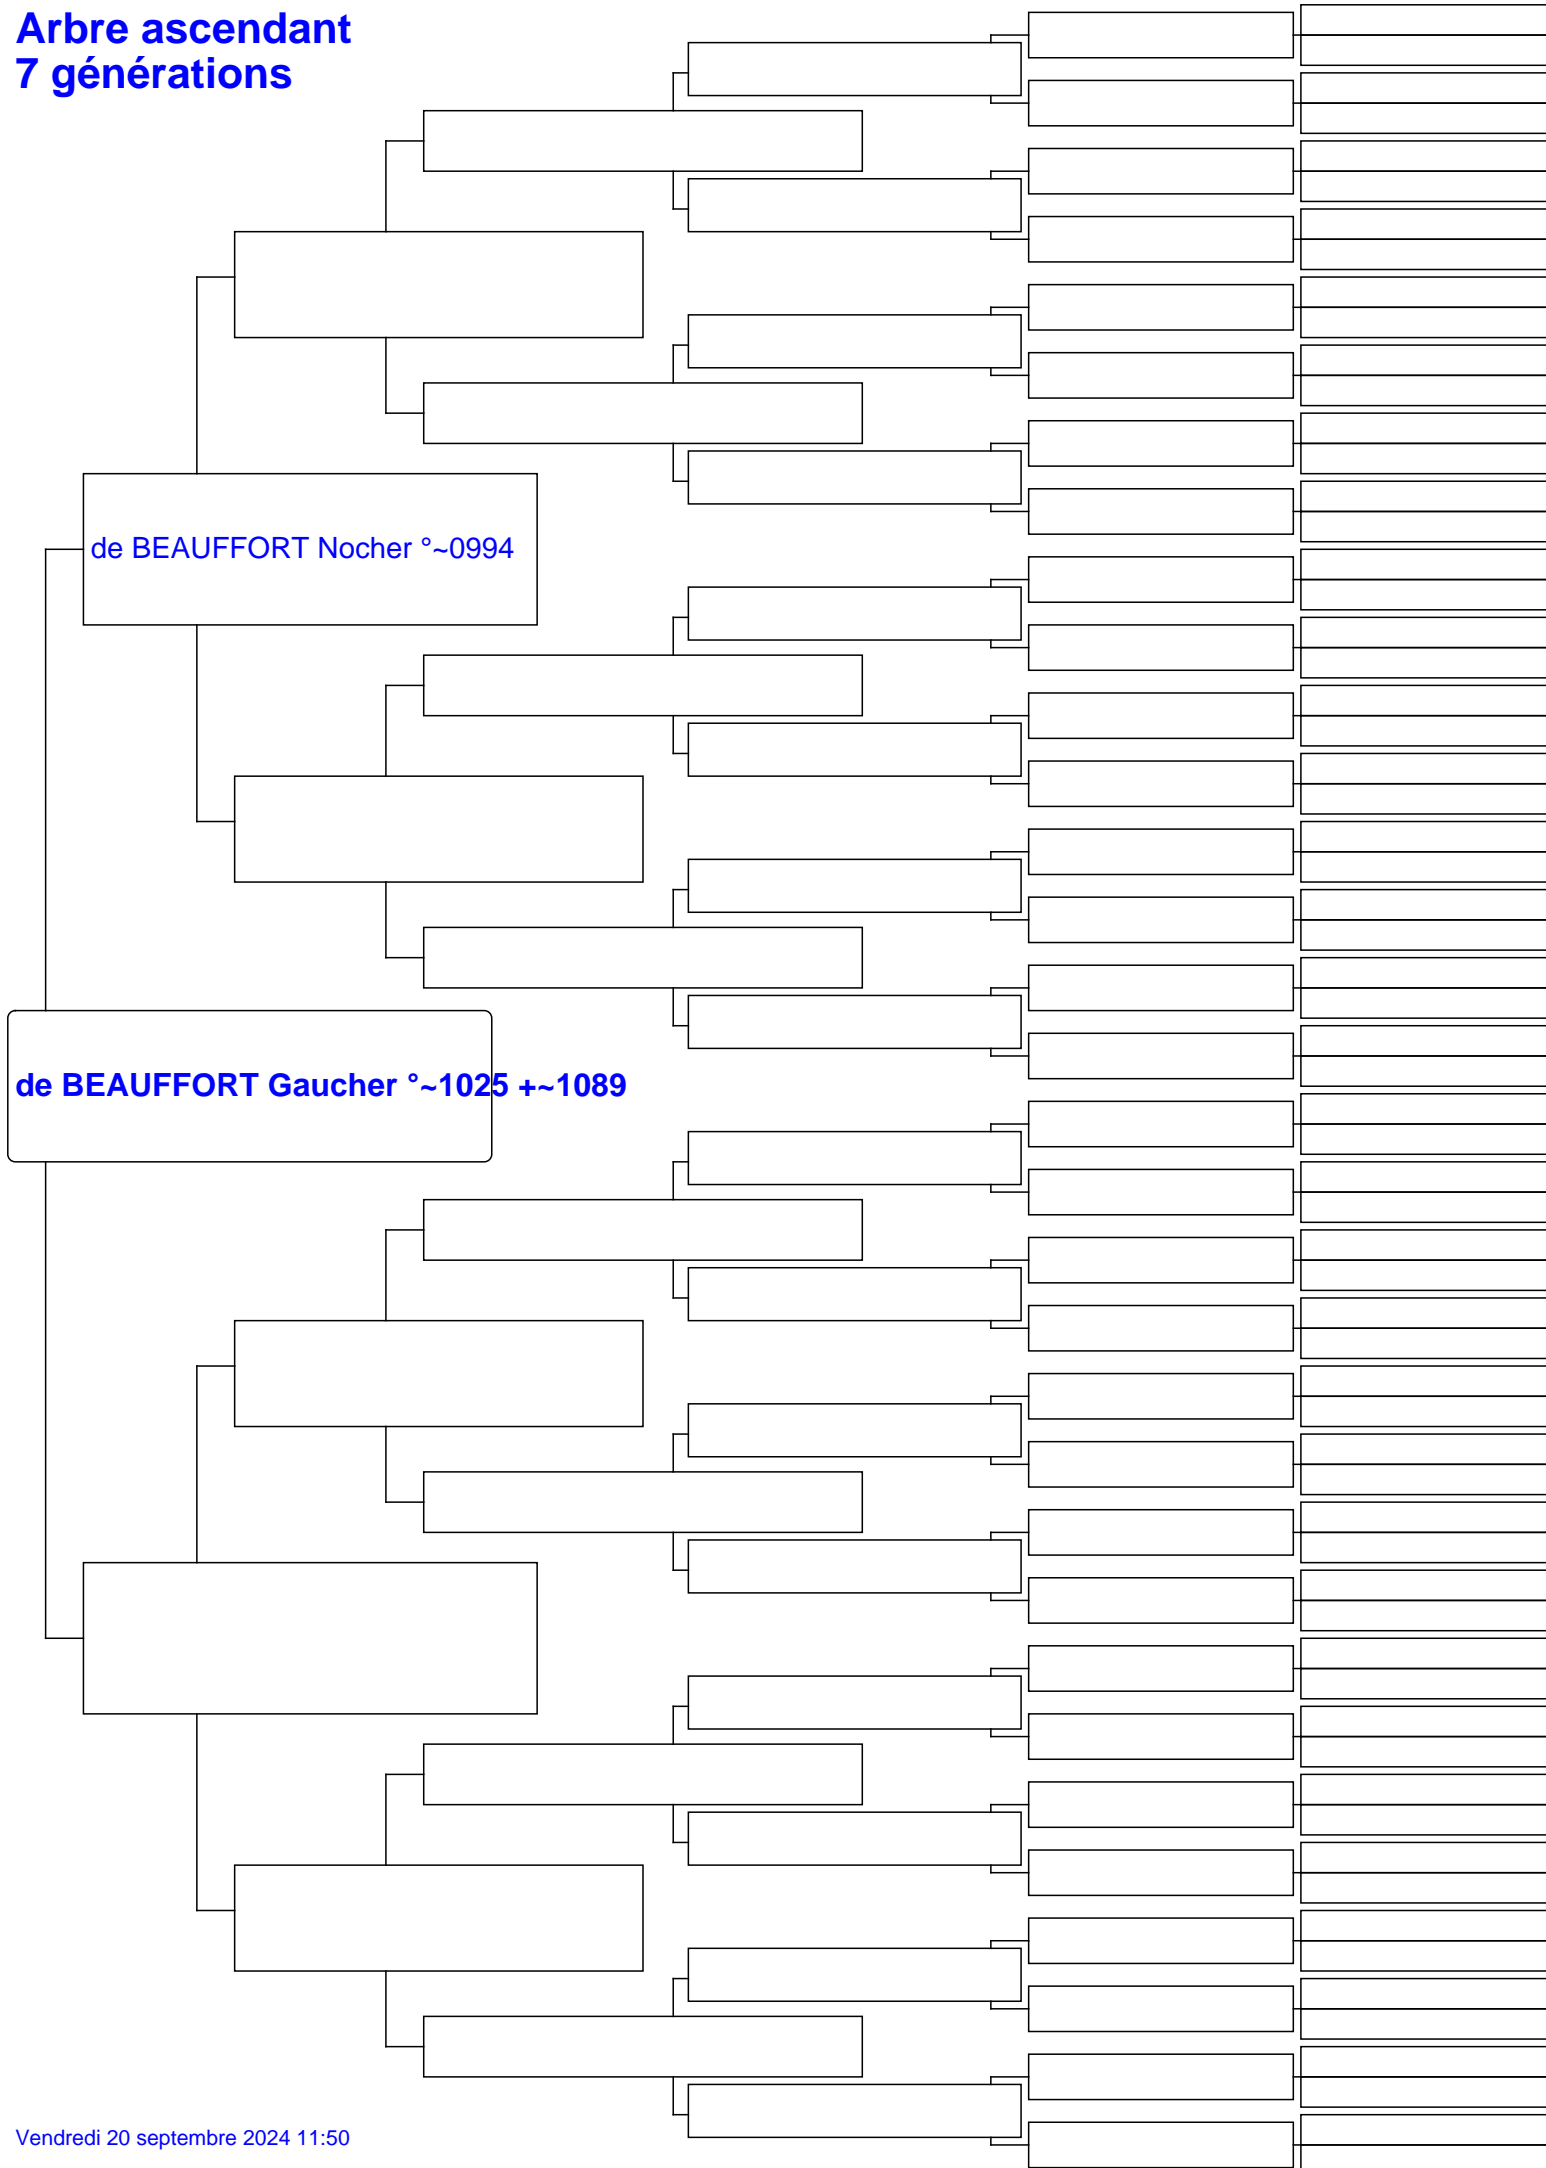 Arbre ascendant
7 générations
de BEAUFFORT Nocher °~0994
de BEAUFFORT Gaucher °~1025 +~1089
Vendredi 20 septembre 2024 11:50